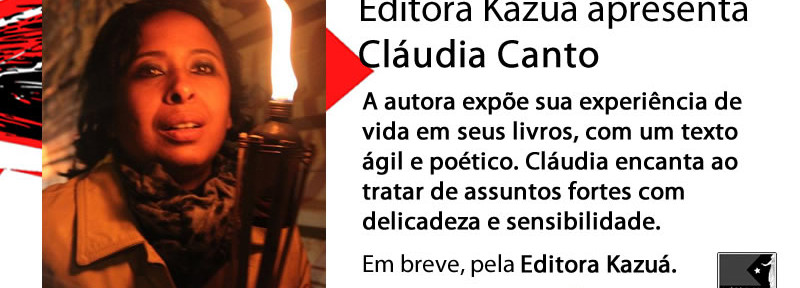 Editora Kazuá apresenta
Cláudia Canto
A autora expõe sua experiência de
vida em seus livros, com um texto
ágil e poético. Cláudia encanta ao
tratar de assuntos fortes com
delicadeza e sensibilidade.
Em breve, pela Editora Kazuá.